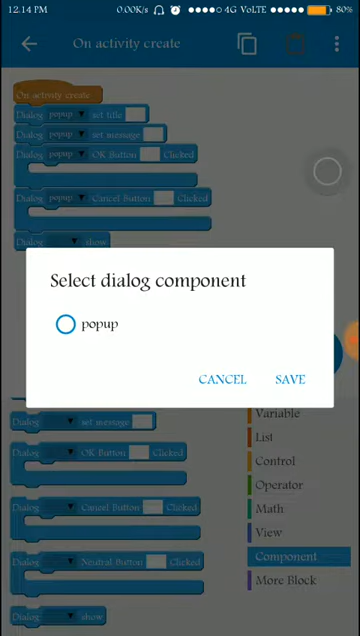 12.14 PM 0.00K/s 4G VoLTE 80%
On activity create
On activity create
Dialog popup set title
Dialog popup set message
Dialog popup OK Button Clicked
Dialog popup Cancel Button Clicked
Dialog show
Select dialog component
popup
CANCEL SAVE
Variable
Dialog set message
List
Dialog OK Button Clicked
Control
Operator
Dialog Cancel Button Clicked
Math
View
Dialog Neutral Button Clicked
Component
More Block
Dialog show